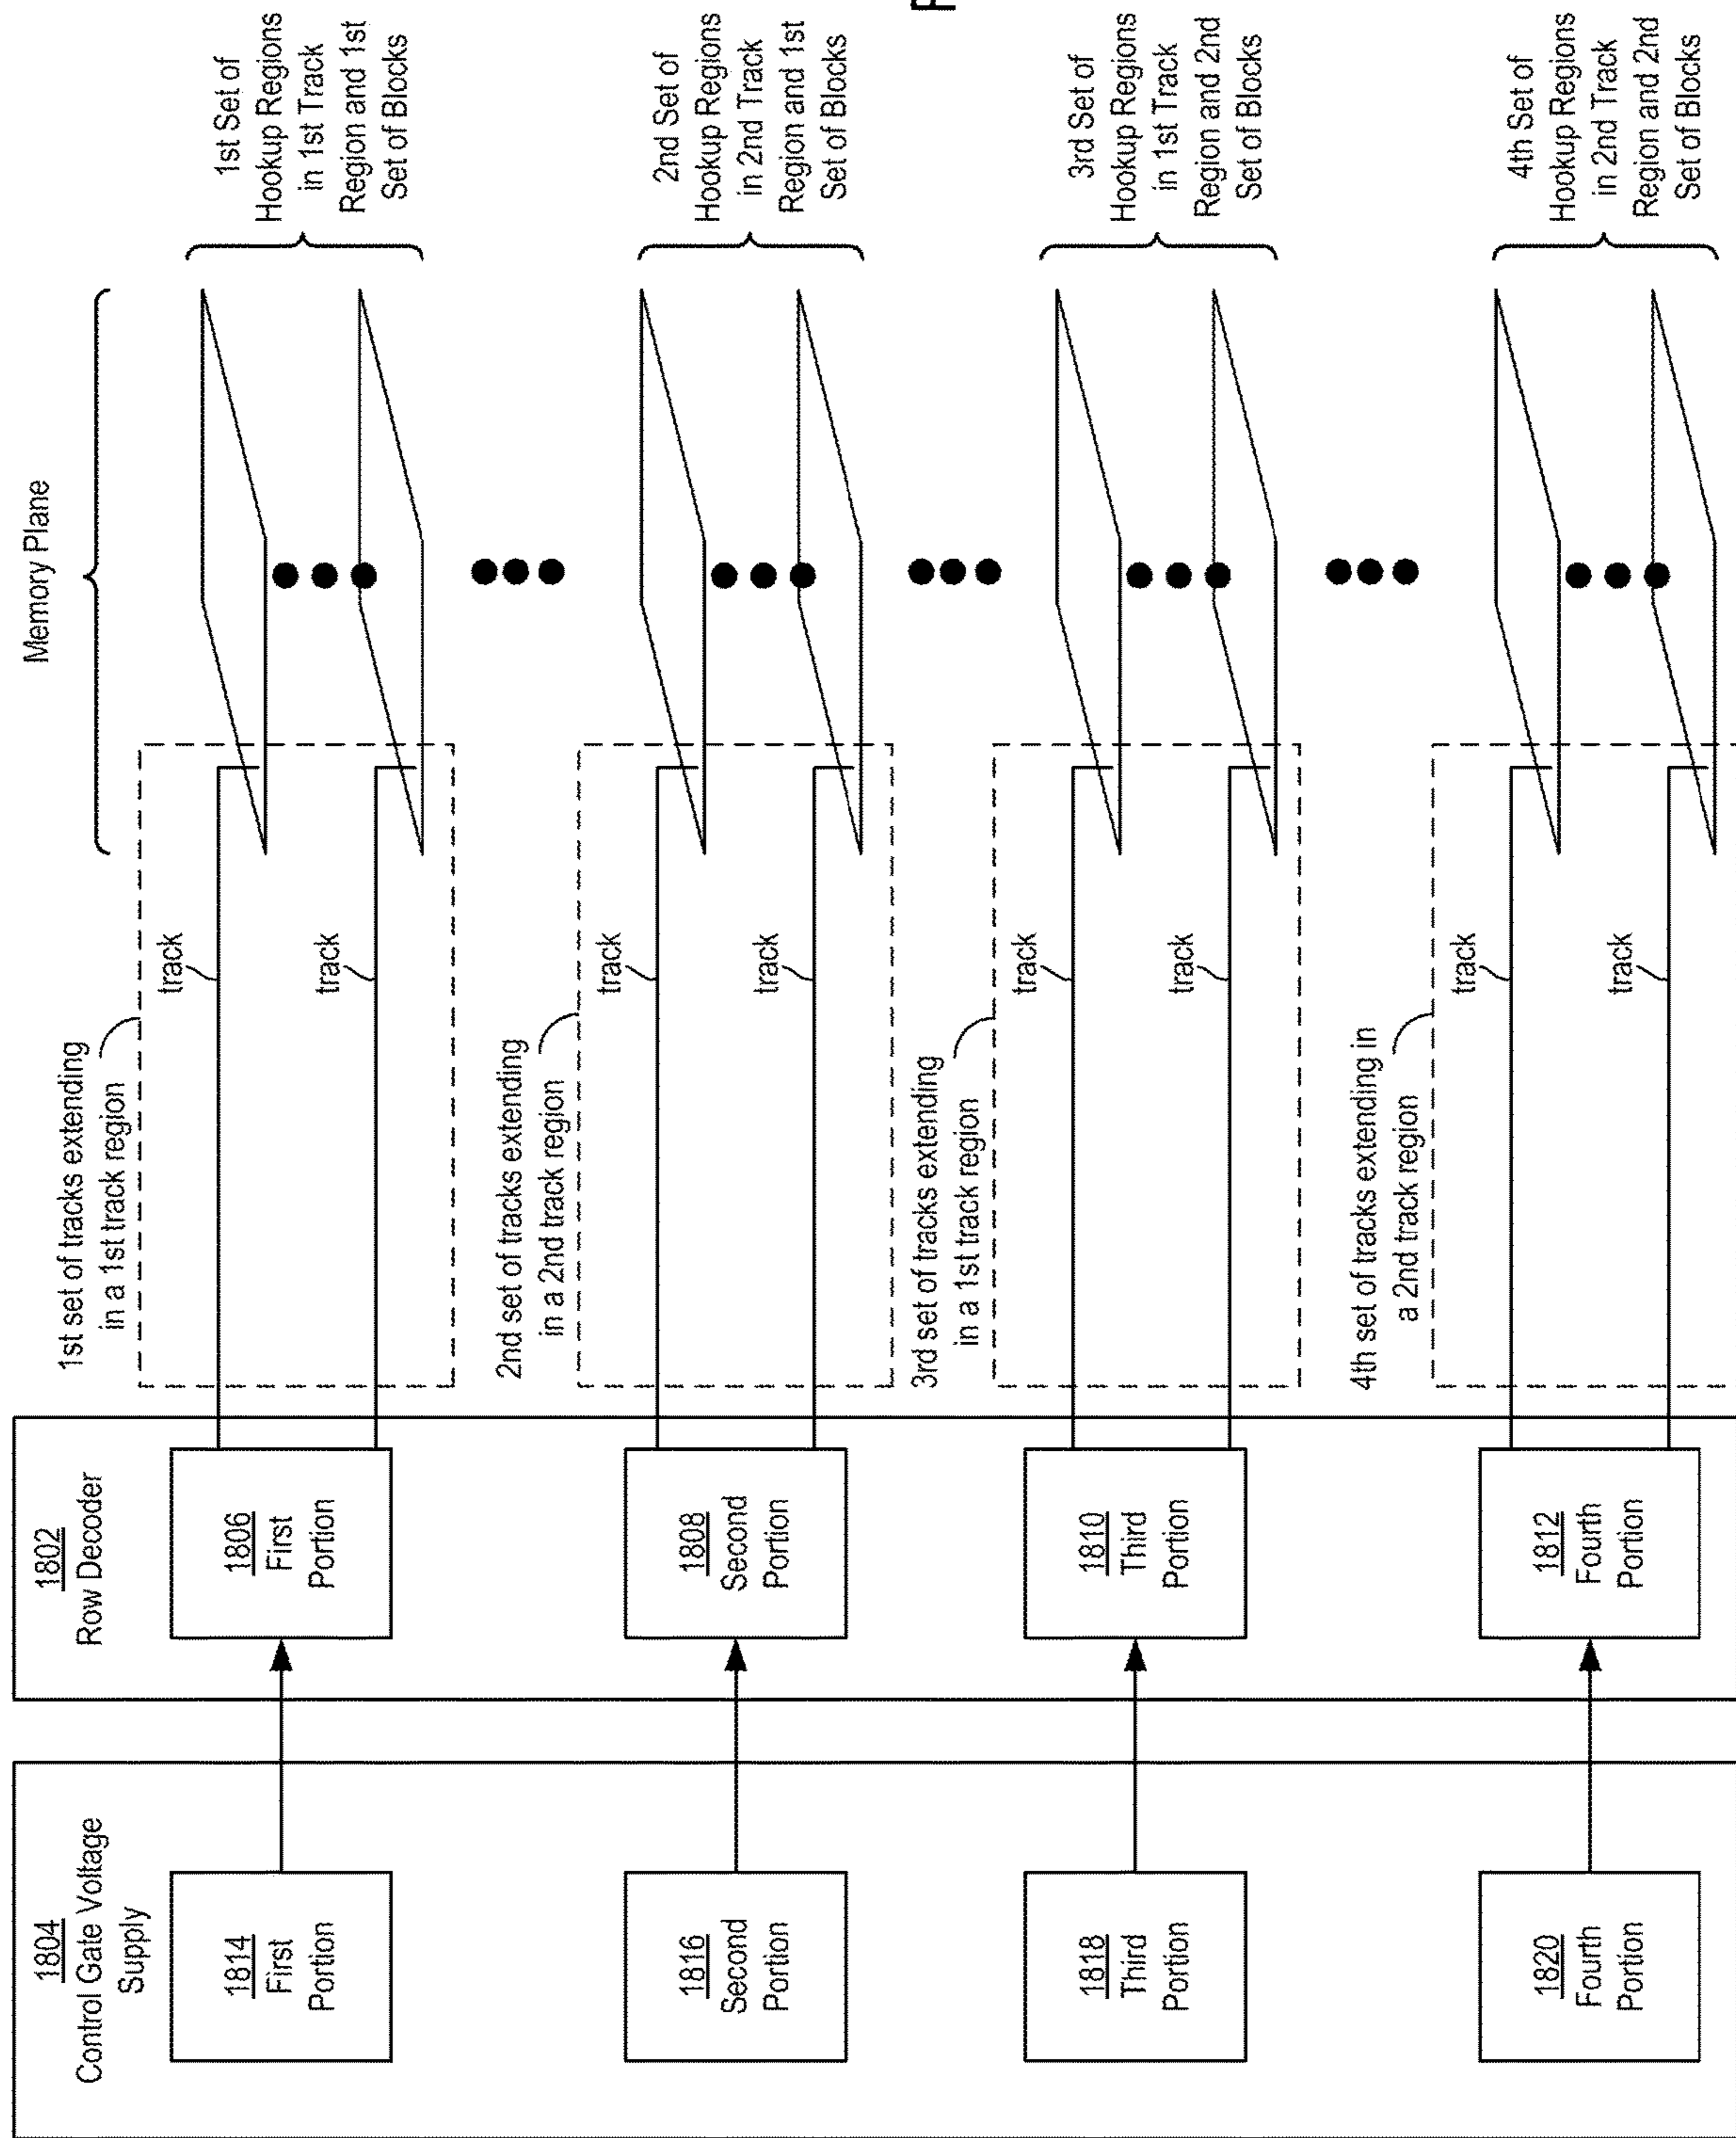 1804
Control Gate Voltage
Supply
1814
First
Portion
1816
Second
Portion
1818
Third
Portion
1820
Fourth
Portion
1802
Row Decoder
1806
First
Portion
1808
Second
Portion
1810
Third
Portion
1812
Fourth
Portion
1st set of tracks extending
in a 1st track region
track
track
2nd set of tracks extending
in a 2nd track region
track
track
3rd set of tracks extending
in a 1st track region
track
track
4th set of tracks extending in
a 2nd track region
track
track
Memory Plane
1st Set of
Hookup Regions
in 1st Track
Region and 1st
Set of Blocks
2nd Set of
Hookup Regions
in 2nd Track
Region and 1st
Set of Blocks
3rd Set of
Hookup Regions
in 1st Track
Region and 2nd
Set of Blocks
4th Set of
Hookup Regions
in 2nd Track
Region and 2nd
Set of Blocks